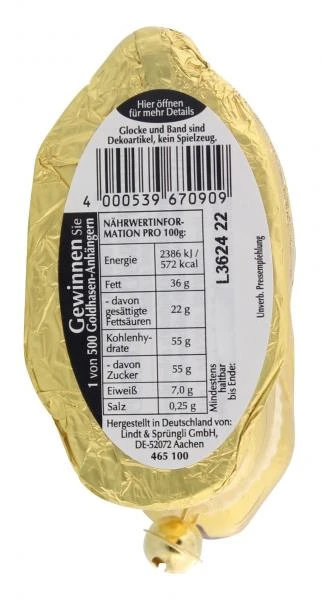 Hier öffnen
für mehr Details
Glocke und Band sind
Dekoartikel, kein Spielzeug.
4 000539 670909
Gewinnen Sie
1 von 500 Goldhasen-Anhängern
NÄHRWERTINFOR-
MATION PRO 100g:
Energie 2386 kJ /
572 kcal
Fett 36 g
- davon
gesättigte
Fettsäuren 22 g
Kohlenhy-
drate 55 g
- davon
Zucker 55 g
Eiweiß 7,0 g
Salz 0,25 g
L3624 22
Unverb. Pressempfehlung
Mindestens
haltbar
bis Ende:
Hergestellt in Deutschland von:
Lindt & Sprüngli GmbH,
DE-52072 Aachen
465 100